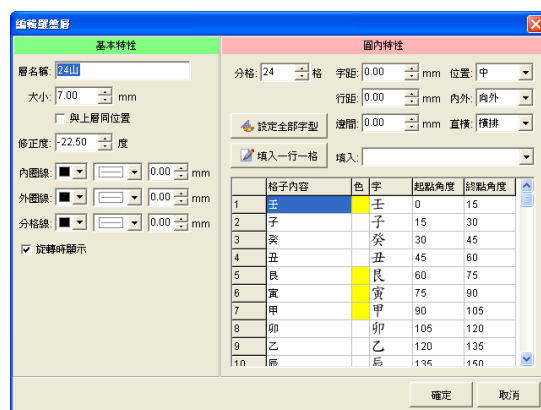 編輯羅盤層
基本特性
圓內特性
層名稱: 24山
大小: 7.00 mm
與上層同位置
修正度: -22.50 度
內圈線: 0.00 mm
外圈線: 0.00 mm
分格線: 0.00 mm
旋轉時顯示
分格: 24 格 字距: 0.00 mm 位置: 中
行距: 0.00 mm 內外: 向外
設定全部字型 邊間: 0.00 mm 直橫: 橫排
填入一行一格 填入:
格子內容 色 字 起點角度 終點角度
1 壬 壬 0 15
2 子 子 15 30
3 癸 癸 30 45
4 丑 丑 45 60
5 艮 艮 60 75
6 寅 寅 75 90
7 甲 甲 90 105
8 卯 卯 105 120
9 乙 乙 120 135
10 辰 辰 135 150
確定 取消